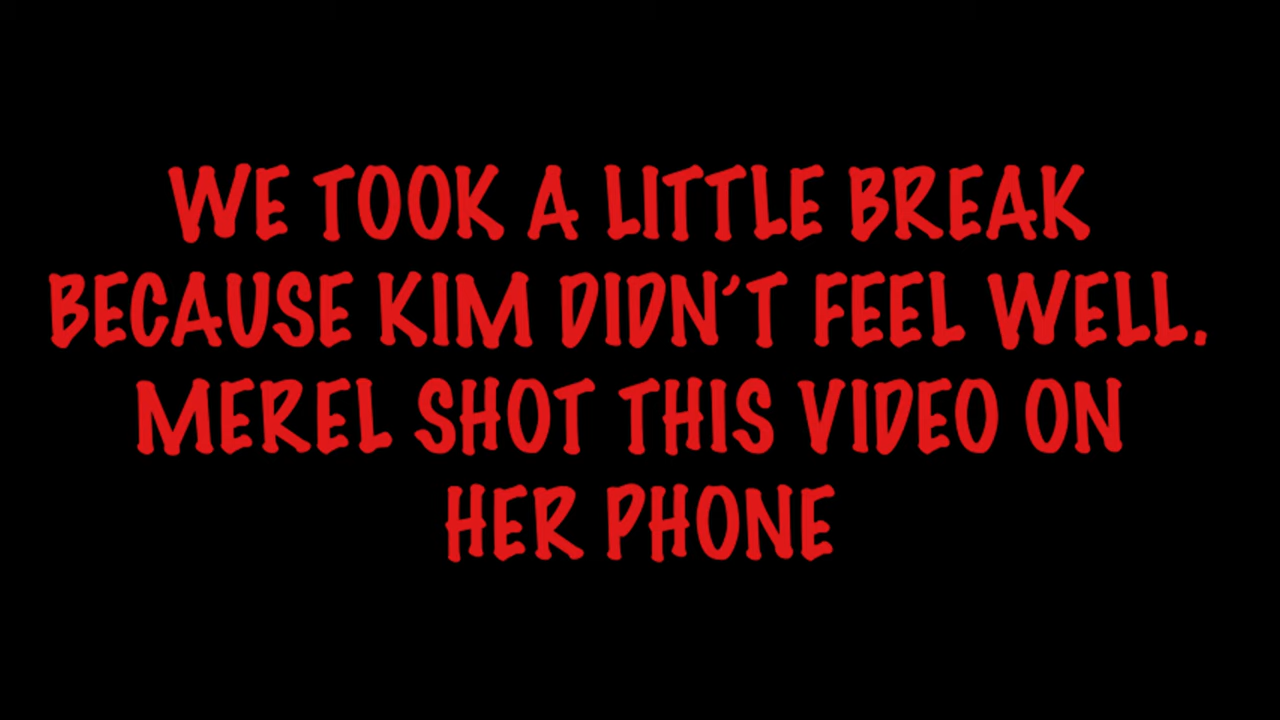 WE TOOK A LITTLE BREAK
BECAUSE KIM DIDN’T FEEL WELL.
MEREL SHOT THIS VIDEO ON
HER PHONE